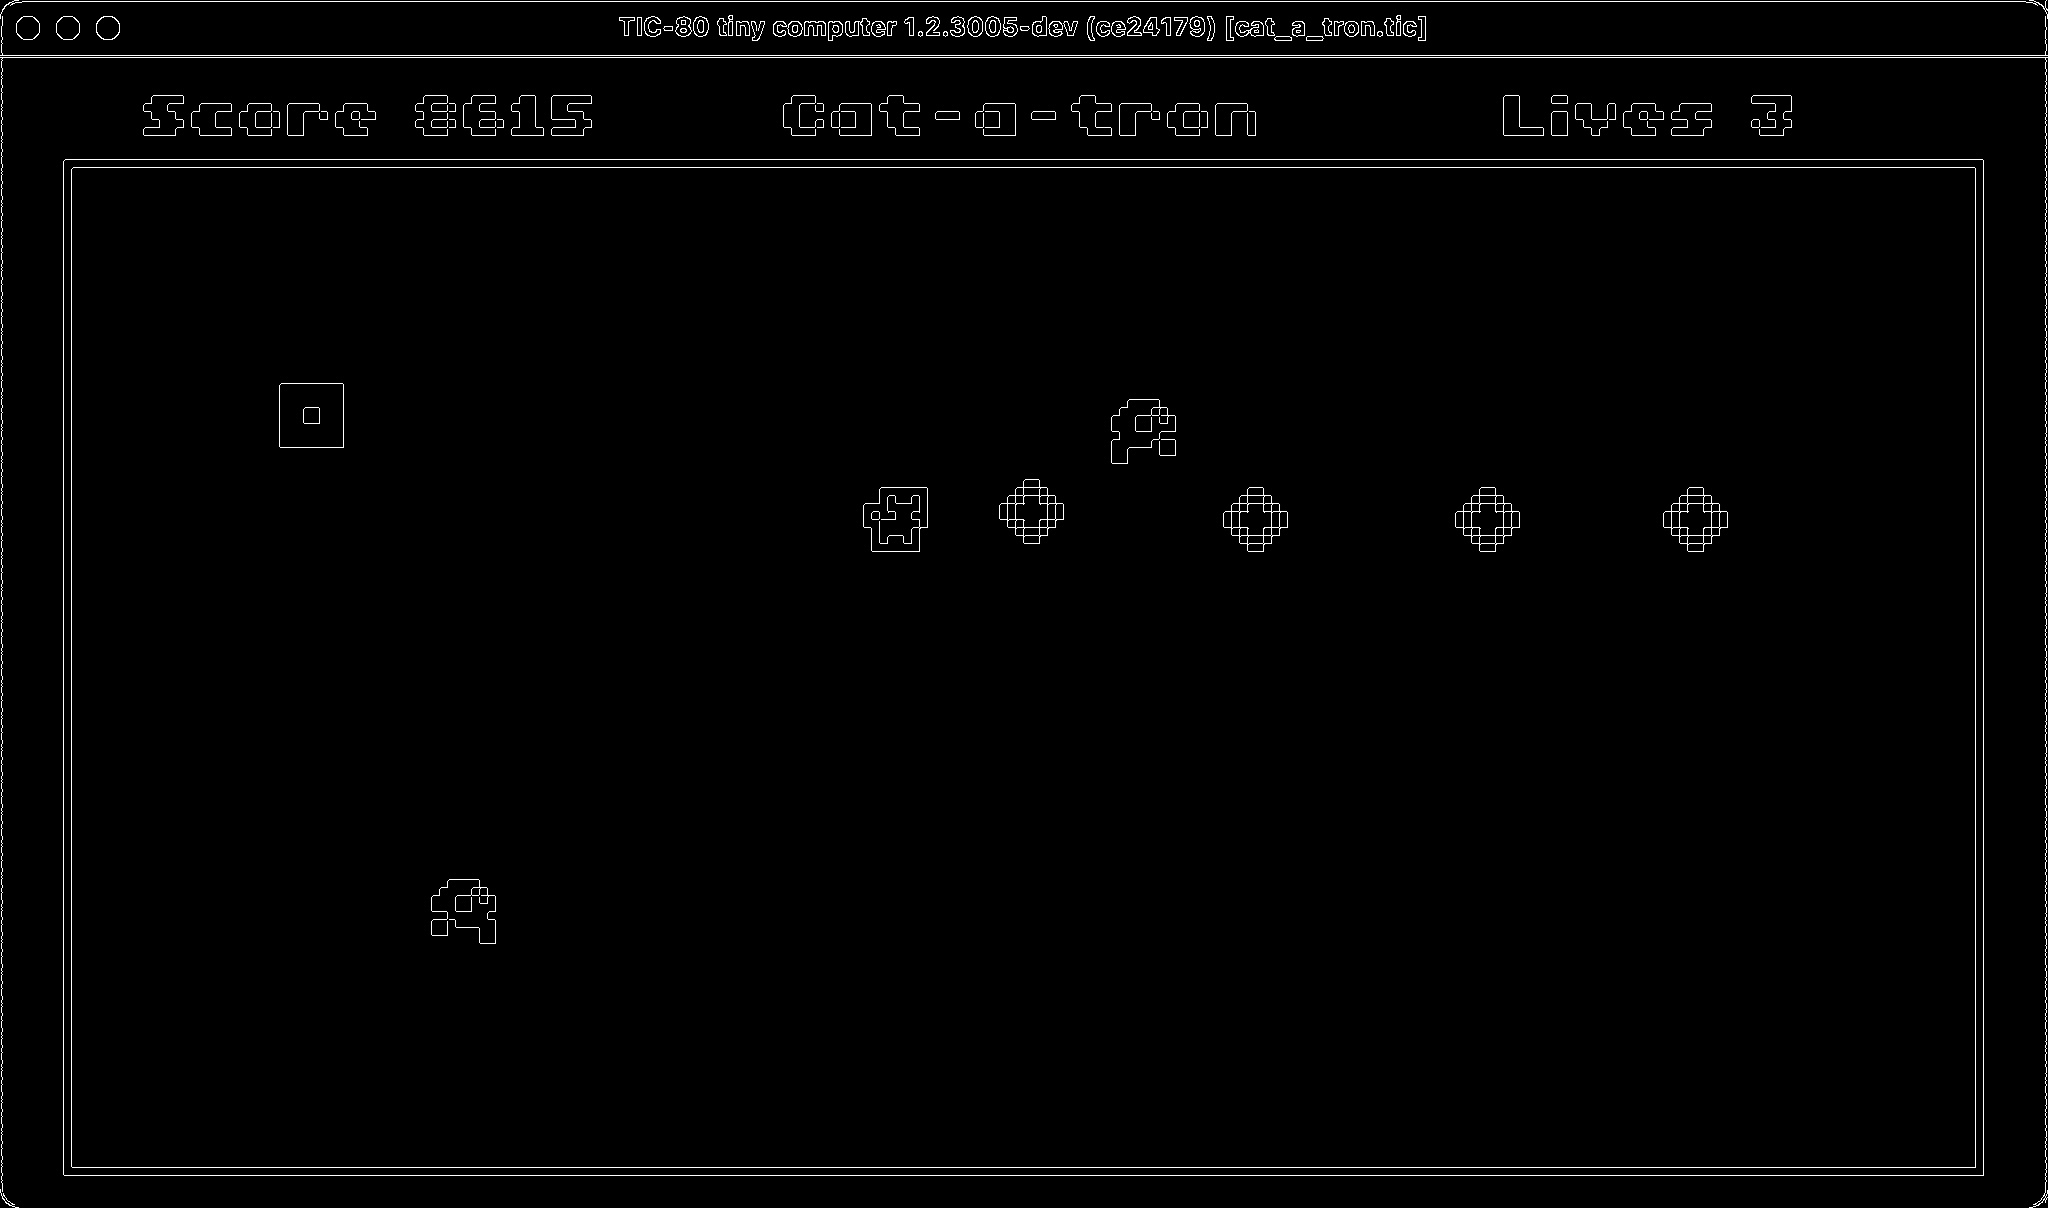 TIC-80 tiny computer 1.2.3005-dev (ce24179) [cat_a_tron.tic]
Score 8615 Cat-a-tron Lives 3